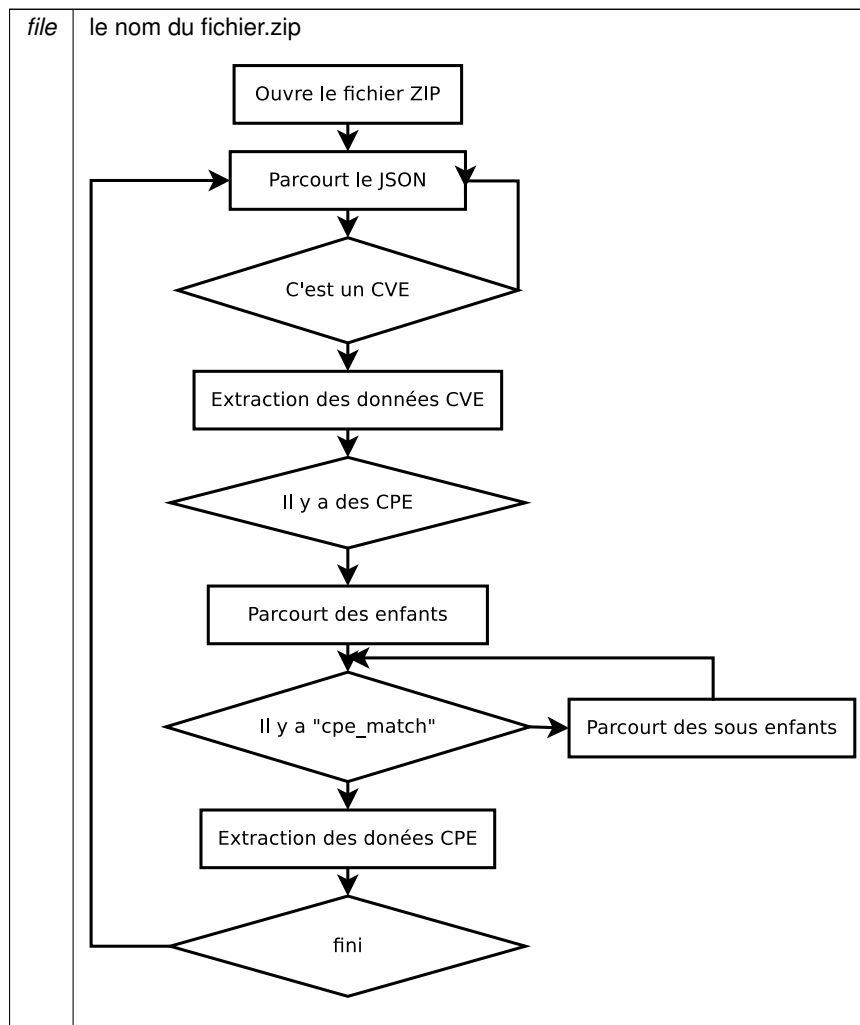 file le nom du fichier.zip
Ouvre le fichier ZIP
Parcourt le JSON
C'est un CVE
Extraction des données CVE
Il y a des CPE
Parcourt des enfants
Il y a "cpe_match"
Parcourt des sous enfants
Extraction des donées CPE
fini